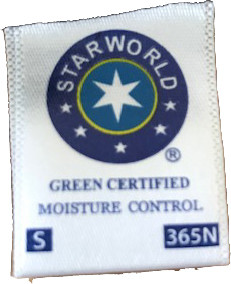 STARWORLD
®
GREEN CERTIFIED
MOISTURE CONTROL
S 365N